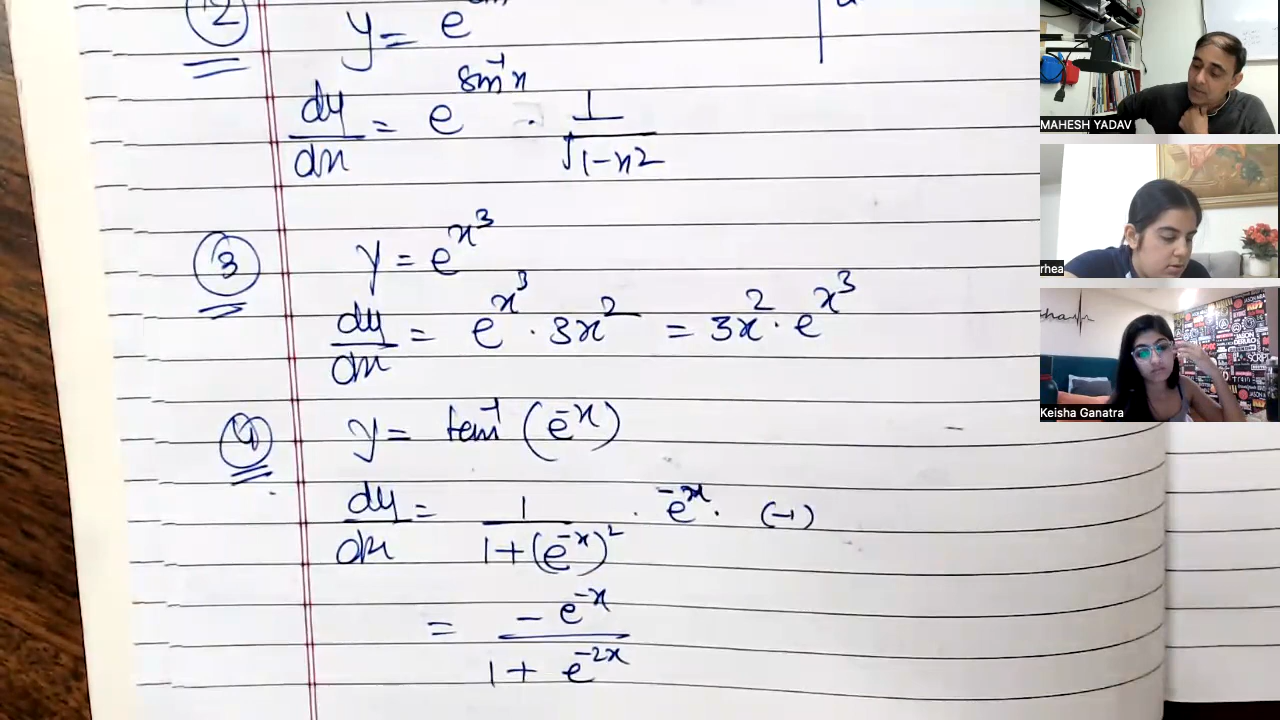 ② y = e^sin
dy/dx = e^(sin⁻¹x) · 1/√(1-x²)
③ y = e^(x³)
dy/dx = e^(x³) · 3x² = 3x² · e^(x³)
④ y = tan⁻¹ (e^-x)
dy/dx = 1/(1+(e^-x)²) · e^-x · (-1)
= -e^-x/(1 + e^-2x)
MAHESH YADAV
rhea
Keisha Ganatra